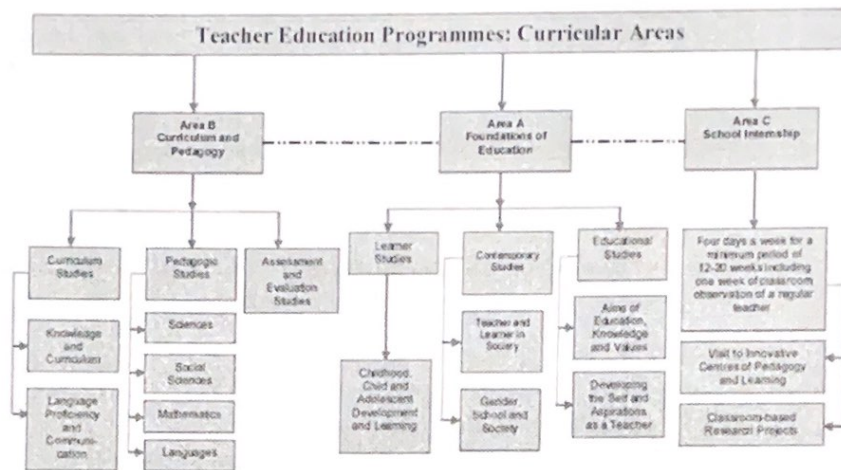 Teacher Education Programmes: Curricular Areas
Area B
Curriculum and
Pedagogy
Area A
Foundations of
Education
Area C
School Internship
Curriculum
Studies
Pedagogic
Studies
Assessment
and
Evaluation
Studies
Learner
Studies
Contemporary
Studies
Educational
Studies
Four days a week for a
minimum period of
12-20 weeks including
one week of classroom
observation of a regular
teacher
Knowledge
and
Curriculum
Language
Proficiency
and
Commun-
ication
Sciences
Social
Sciences
Mathematics
Languages
Childhood,
Child and
Adolescent
Development
and Learning
Teacher and
Learner in
Society
Gender,
School and
Society
Aims of
Education,
Knowledge
and Values
Developing
the Self and
Aspirations
as a Teacher
Visit to Innovative
Centres of Pedagogy
and Learning
Classroom-based
Research Projects